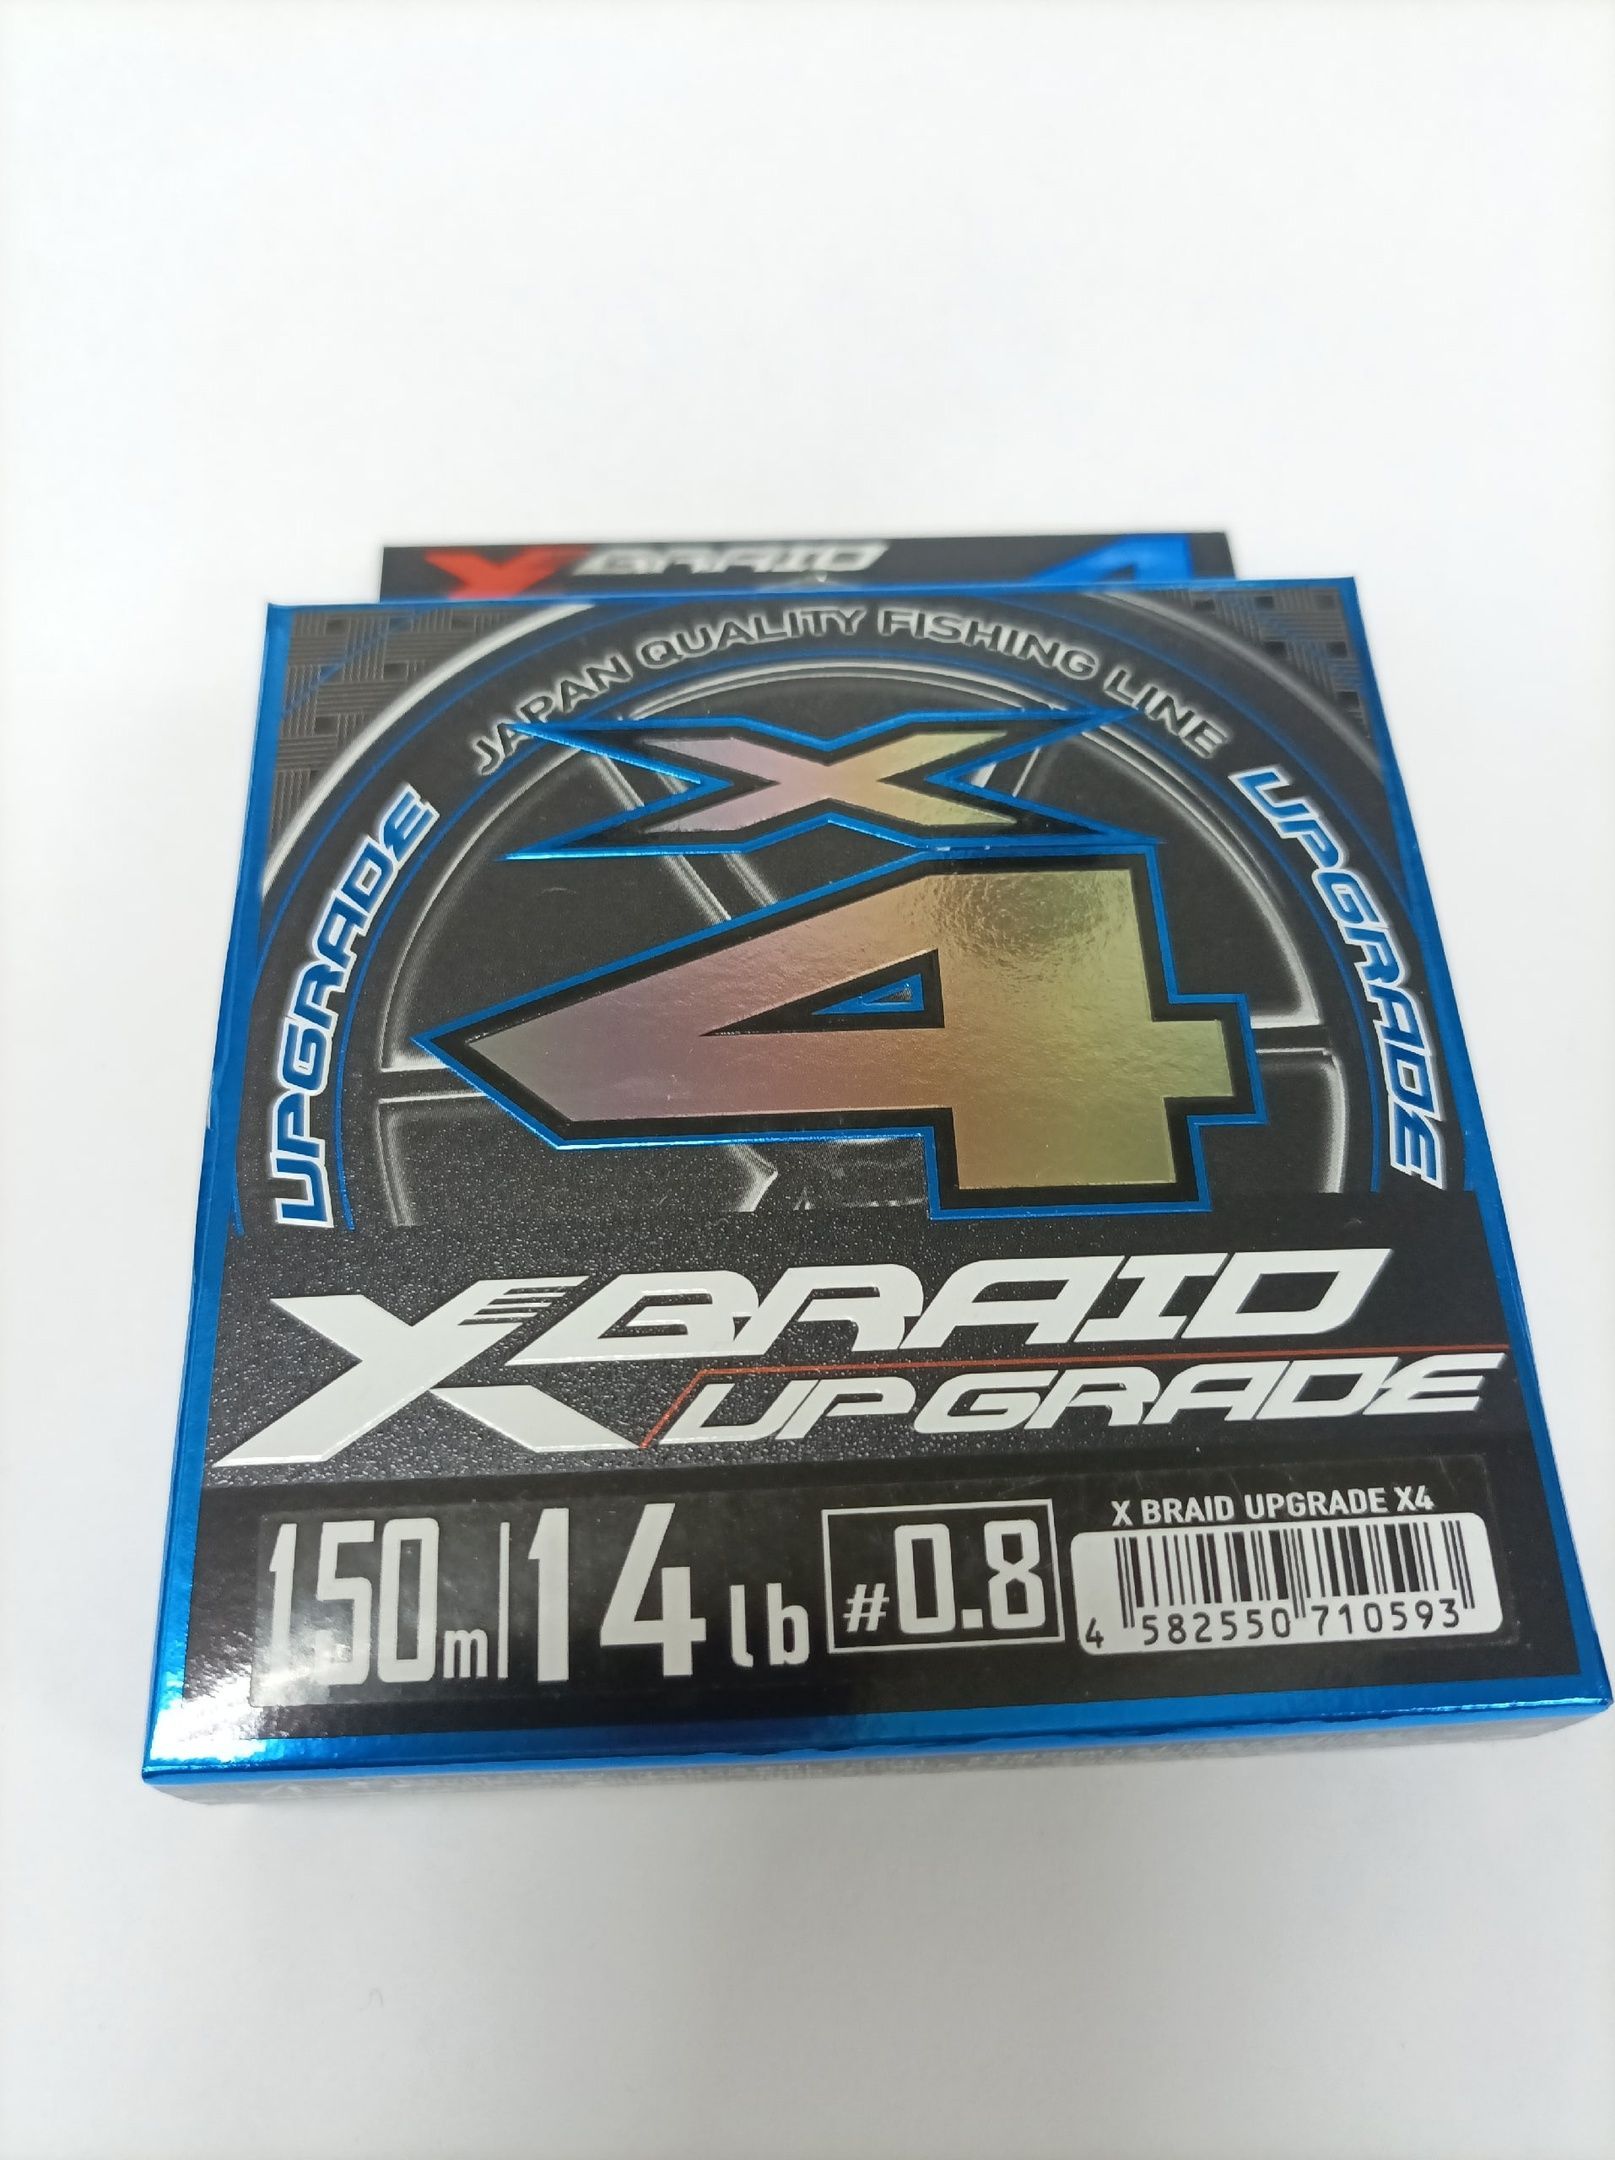 X BRAID 4
JAPAN QUALITY FISHING LINE
UPGRADE
UPGRADE
X
4
X BRAID
UPGRADE
150m 14lb #0.8
X BRAID UPGRADE X4
4 582550 710593